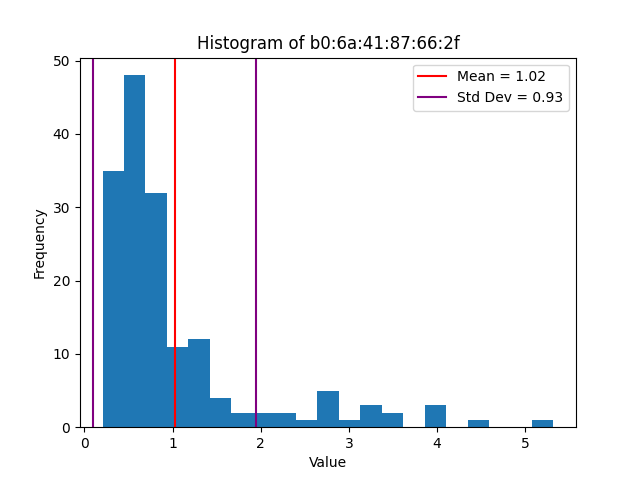 Histogram of b0:6a:41:87:66:2f
Mean = 1.02
Std Dev = 0.93
Frequency
50
40
30
20
10
0
0 1 2 3 4 5
Value